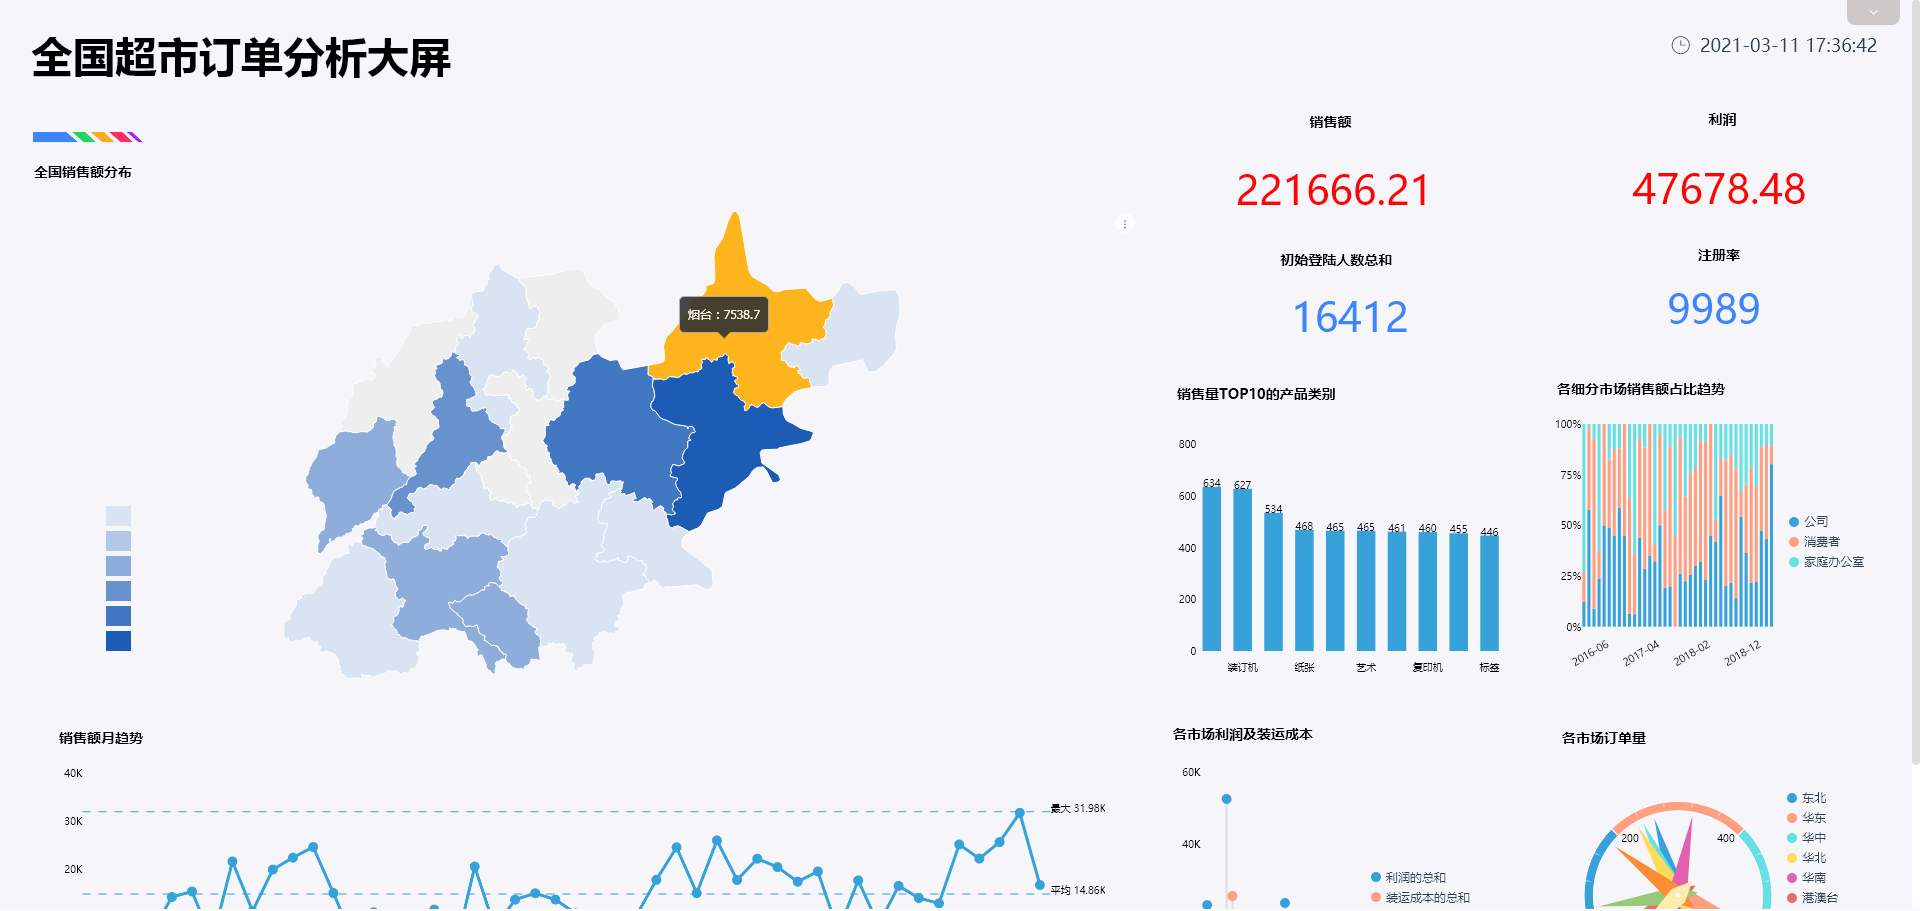 全国超市订单分析大屏
2021-03-11 17:36:42
全国销售额分布
烟台：7538.7
销售额
221666.21
利润
47678.48
初始登陆人数总和
16412
注册率
9989
销售量TOP10的产品类别
800
600
400
200
0
634 627 534 468 465 465 461 460 455 446
装订机 纸张 艺术 复印机 标签
各细分市场销售额占比趋势
100%
75%
50%
25%
0%
2016-06 2017-04 2018-02 2018-12
公司
消费者
家庭办公室
销售额月趋势
40K
30K
20K
最大 31.98K
平均 14.86K
各市场利润及装运成本
60K
40K
利润的总和
装运成本的总和
各市场订单量
200 400
东北
华东
华中
华北
华南
港澳台